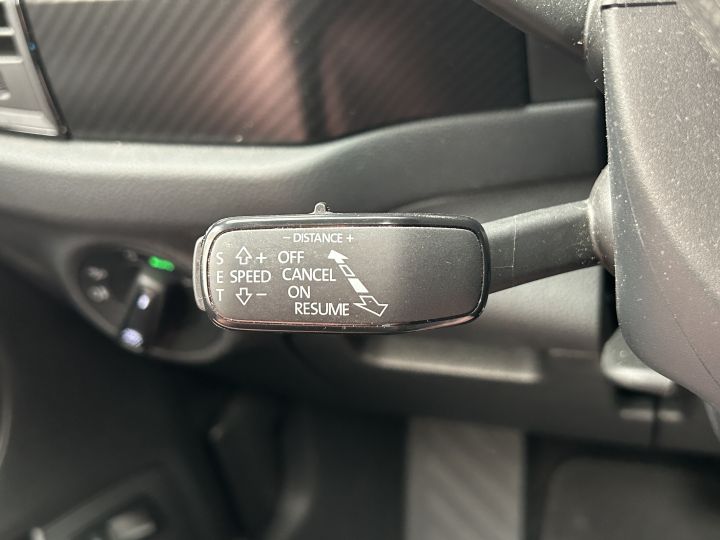 − DISTANCE +
S + OFF
E SPEED CANCEL
T − ON
RESUME